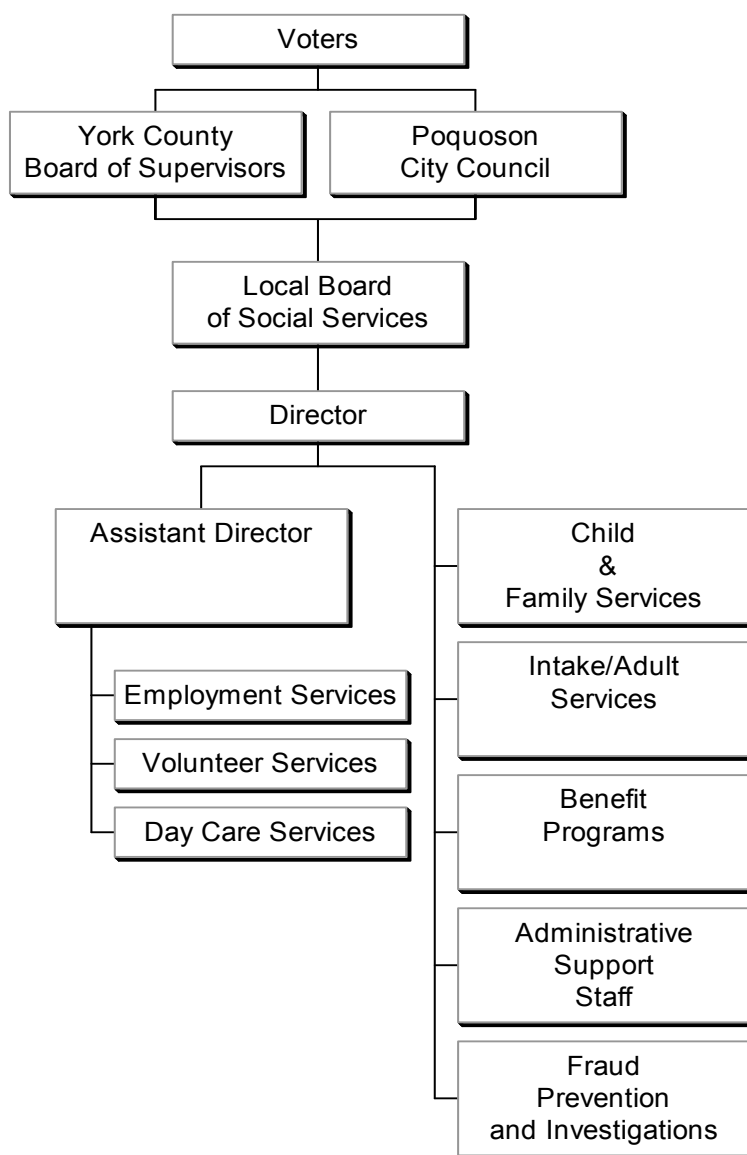 Voters
York County
Board of Supervisors
Poquoson
City Council
Local Board
of Social Services
Director
Assistant Director
Employment Services
Volunteer Services
Day Care Services
Child
&
Family Services
Intake/Adult
Services
Benefit
Programs
Administrative
Support
Staff
Fraud
Prevention
and Investigations